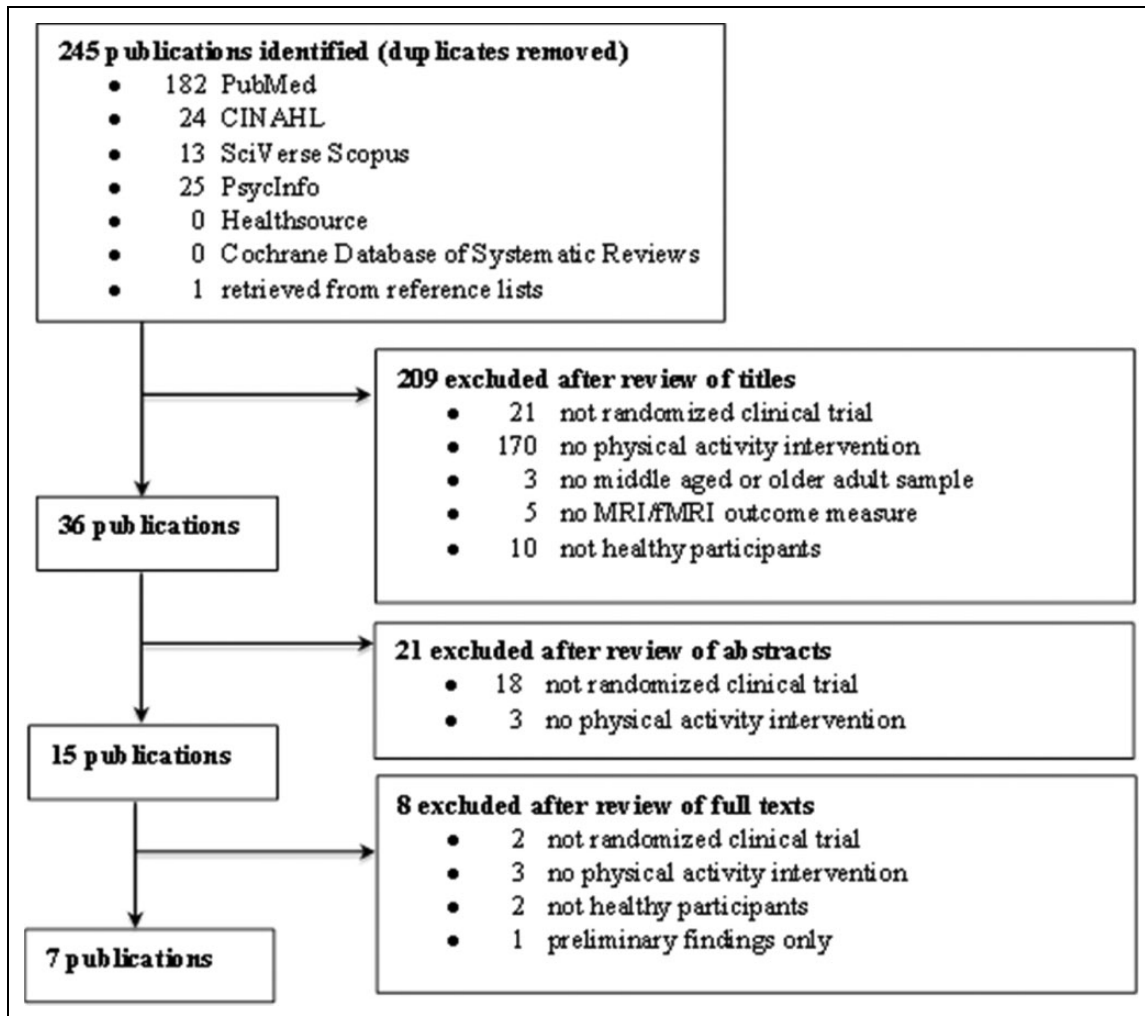 245 publications identified (duplicates removed)
• 182 PubMed
• 24 CINAHL
• 13 SciVerse Scopus
• 25 PsycInfo
• 0 Healthsource
• 0 Cochrane Database of Systematic Reviews
• 1 retrieved from reference lists
209 excluded after review of titles
• 21 not randomized clinical trial
• 170 no physical activity intervention
• 3 no middle aged or older adult sample
• 5 no MRI/fMRI outcome measure
• 10 not healthy participants
36 publications
21 excluded after review of abstracts
• 18 not randomized clinical trial
• 3 no physical activity intervention
15 publications
8 excluded after review of full texts
• 2 not randomized clinical trial
• 3 no physical activity intervention
• 2 not healthy participants
• 1 preliminary findings only
7 publications